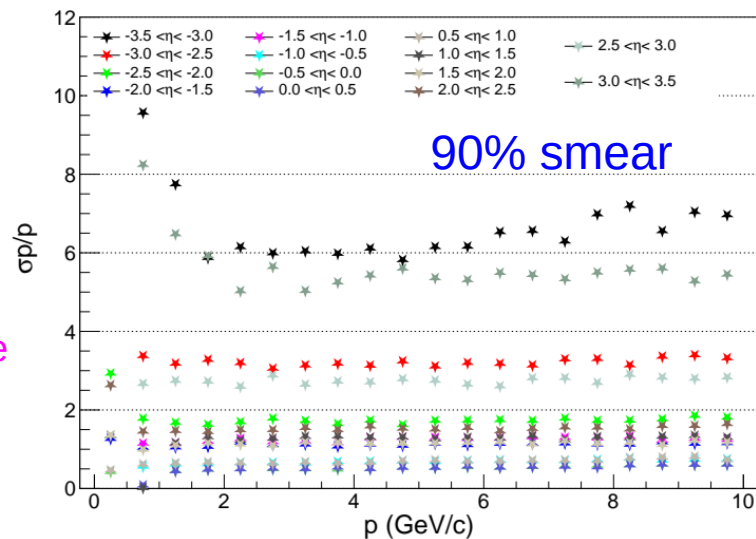 12
10
8
6
4
2
0
σp/p
-3.5 <η< -3.0
-3.0 <η< -2.5
-2.5 <η< -2.0
-2.0 <η< -1.5
-1.5 <η< -1.0
-1.0 <η< -0.5
-0.5 <η< 0.0
0.0 <η< 0.5
0.5 <η< 1.0
1.0 <η< 1.5
1.5 <η< 2.0
2.0 <η< 2.5
2.5 <η< 3.0
3.0 <η< 3.5
90% smear
0 2 4 6 8 10
p (GeV/c)